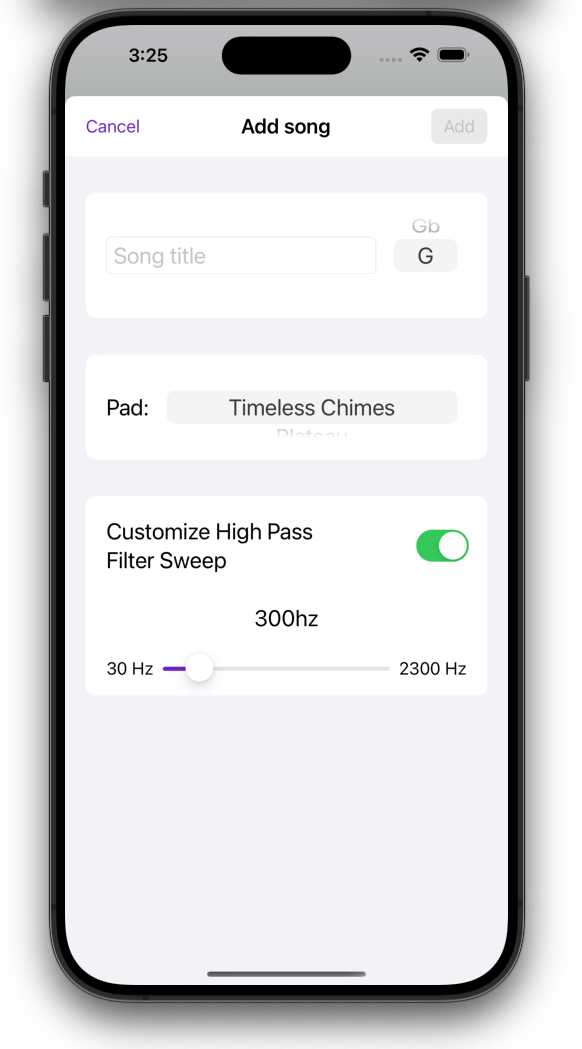 3:25
Cancel
Add song
Add
Gb
Song title
G
Pad:
Timeless Chimes
Plateau
Customize High Pass
Filter Sweep
300hz
30 Hz
2300 Hz